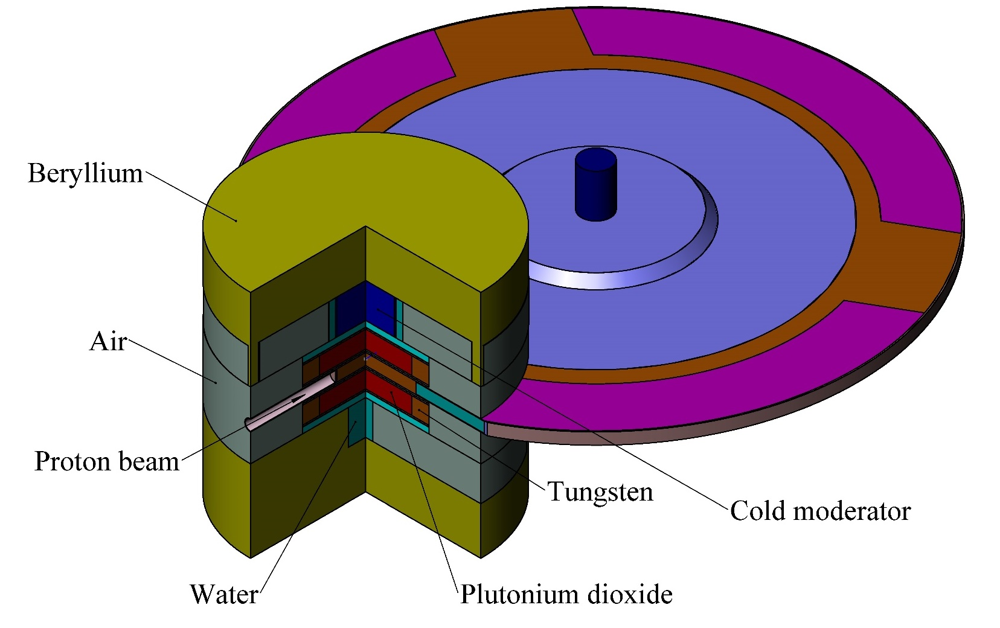 Beryllium
Air
Proton beam
Tungsten
Cold moderator
Water
Plutonium dioxide